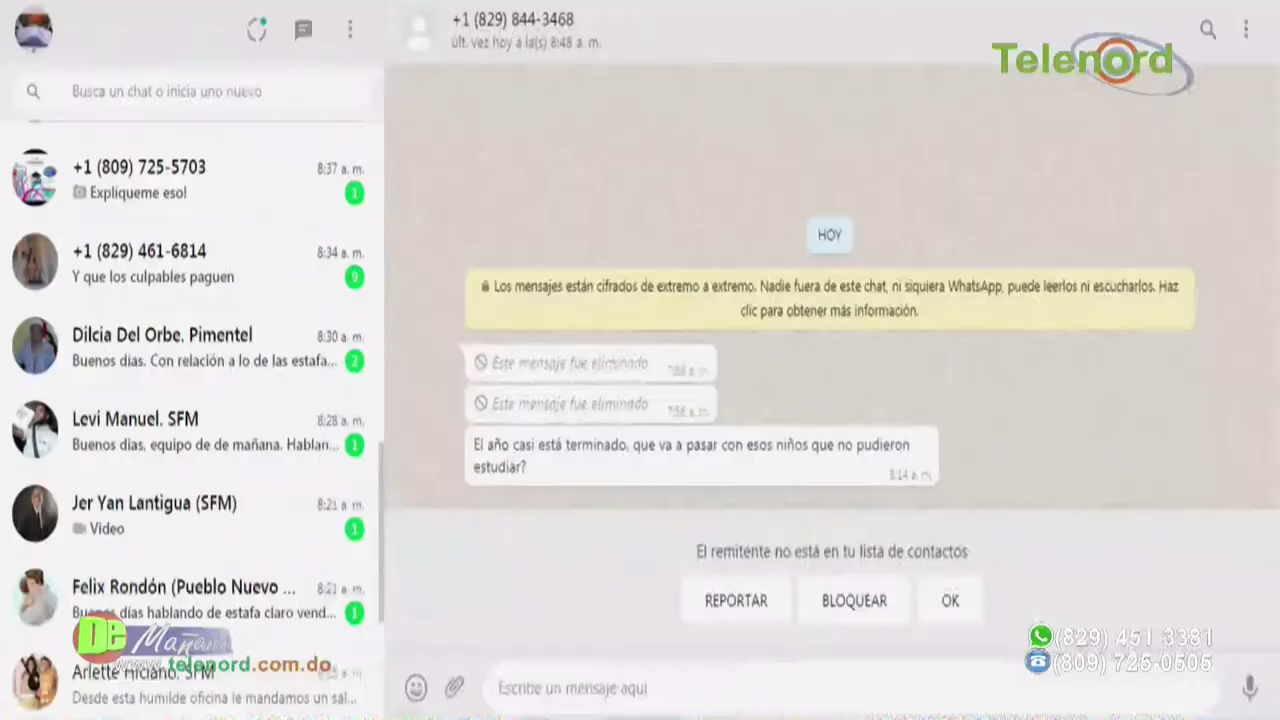 +1 (829) 844-3468
últ. vez hoy a la(s) 8:48 a. m.
Telenord
Busca un chat o inicia uno nuevo
+1 (809) 725-5703
8:37 a. m.
Expliqueme eso!
1
+1 (829) 461-6814
8:34 a. m.
Y que los culpables paguen
9
Dilcia Del Orbe, Pimentel
8:30 a. m.
Buenos dias. Con relación a lo de las estafa...
2
Levi Manuel. SFM
8:28 a. m.
Buenos dias, equipo de de mañana. Hablan...
1
Jer Yan Lantigua (SFM)
8:21 a. m.
Video
1
Felix Rondón (Pueblo Nuevo ...
8:21 a. m.
Buenos días hablando de estafa claro vend...
1
Arlette Hiciano. SFM
Desde esta humilde oficina le mandamos un sal...
HOY
Los mensajes están cifrados de extremo a extremo. Nadie fuera de este chat, ni siquiera WhatsApp, puede leerlos ni escucharlos. Haz
clic para obtener más información.
Este mensaje fue eliminado
Este mensaje fue eliminado
7:56 a. m.
El año casi está terminado, que va a pasar con esos niños que no pudieron
estudiar?
8:14 a. m.
El remitente no está en tu lista de contactos
REPORTAR
BLOQUEAR
OK
Escribe un mensaje aquí
De Mañana
www.telenord.com.do
(829) 451 3381
(809) 725-0505